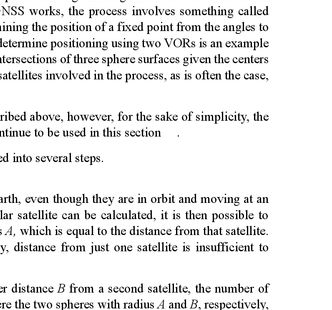 NSS works, the process involves something called
ining the position of a fixed point from the angles to
determine positioning using two VORs is an example
tersections of three sphere surfaces given the centers
satellites involved in the process, as is often the case,
ribed above, however, for the sake of simplicity, the
ntinue to be used in this section .
ed into several steps.
arth, even though they are in orbit and moving at an
lar satellite can be calculated, it is then possible to
s A, which is equal to the distance from that satellite.
y, distance from just one satellite is insufficient to
er distance B from a second satellite, the number of
ere the two spheres with radius A and B, respectively,